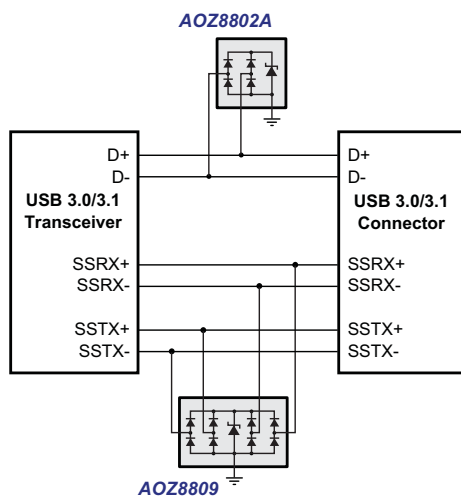 AOZ8802A
USB 3.0/3.1
Transceiver
D+
D-
SSRX+
SSRX-
SSTX+
SSTX-
USB 3.0/3.1
Connector
D+
D-
SSRX+
SSRX-
SSTX+
SSTX-
AOZ8809